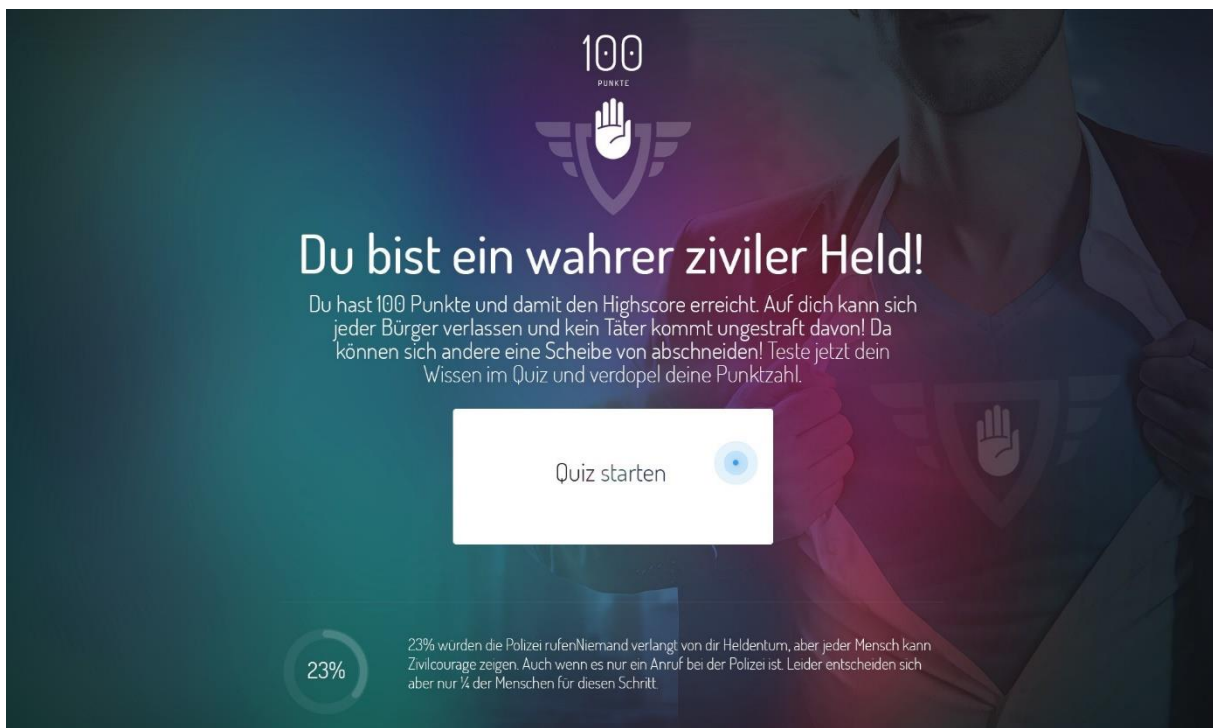 100
PUNKTE
Du bist ein wahrer ziviler Held!
Du hast 100 Punkte und damit den Highscore erreicht. Auf dich kann sich
jeder Bürger verlassen und kein Täter kommt ungestraft davon! Da
können sich andere eine Scheibe von abschneiden! Teste jetzt dein
Wissen im Quiz und verdopel deine Punktzahl.
Quiz starten
23%
23% würden die Polizei rufenNiemand verlangt von dir Heldentum, aber jeder Mensch kann
Zivilcourage zeigen. Auch wenn es nur ein Anruf bei der Polizei ist. Leider entscheiden sich
aber nur ¼ der Menschen für diesen Schritt.